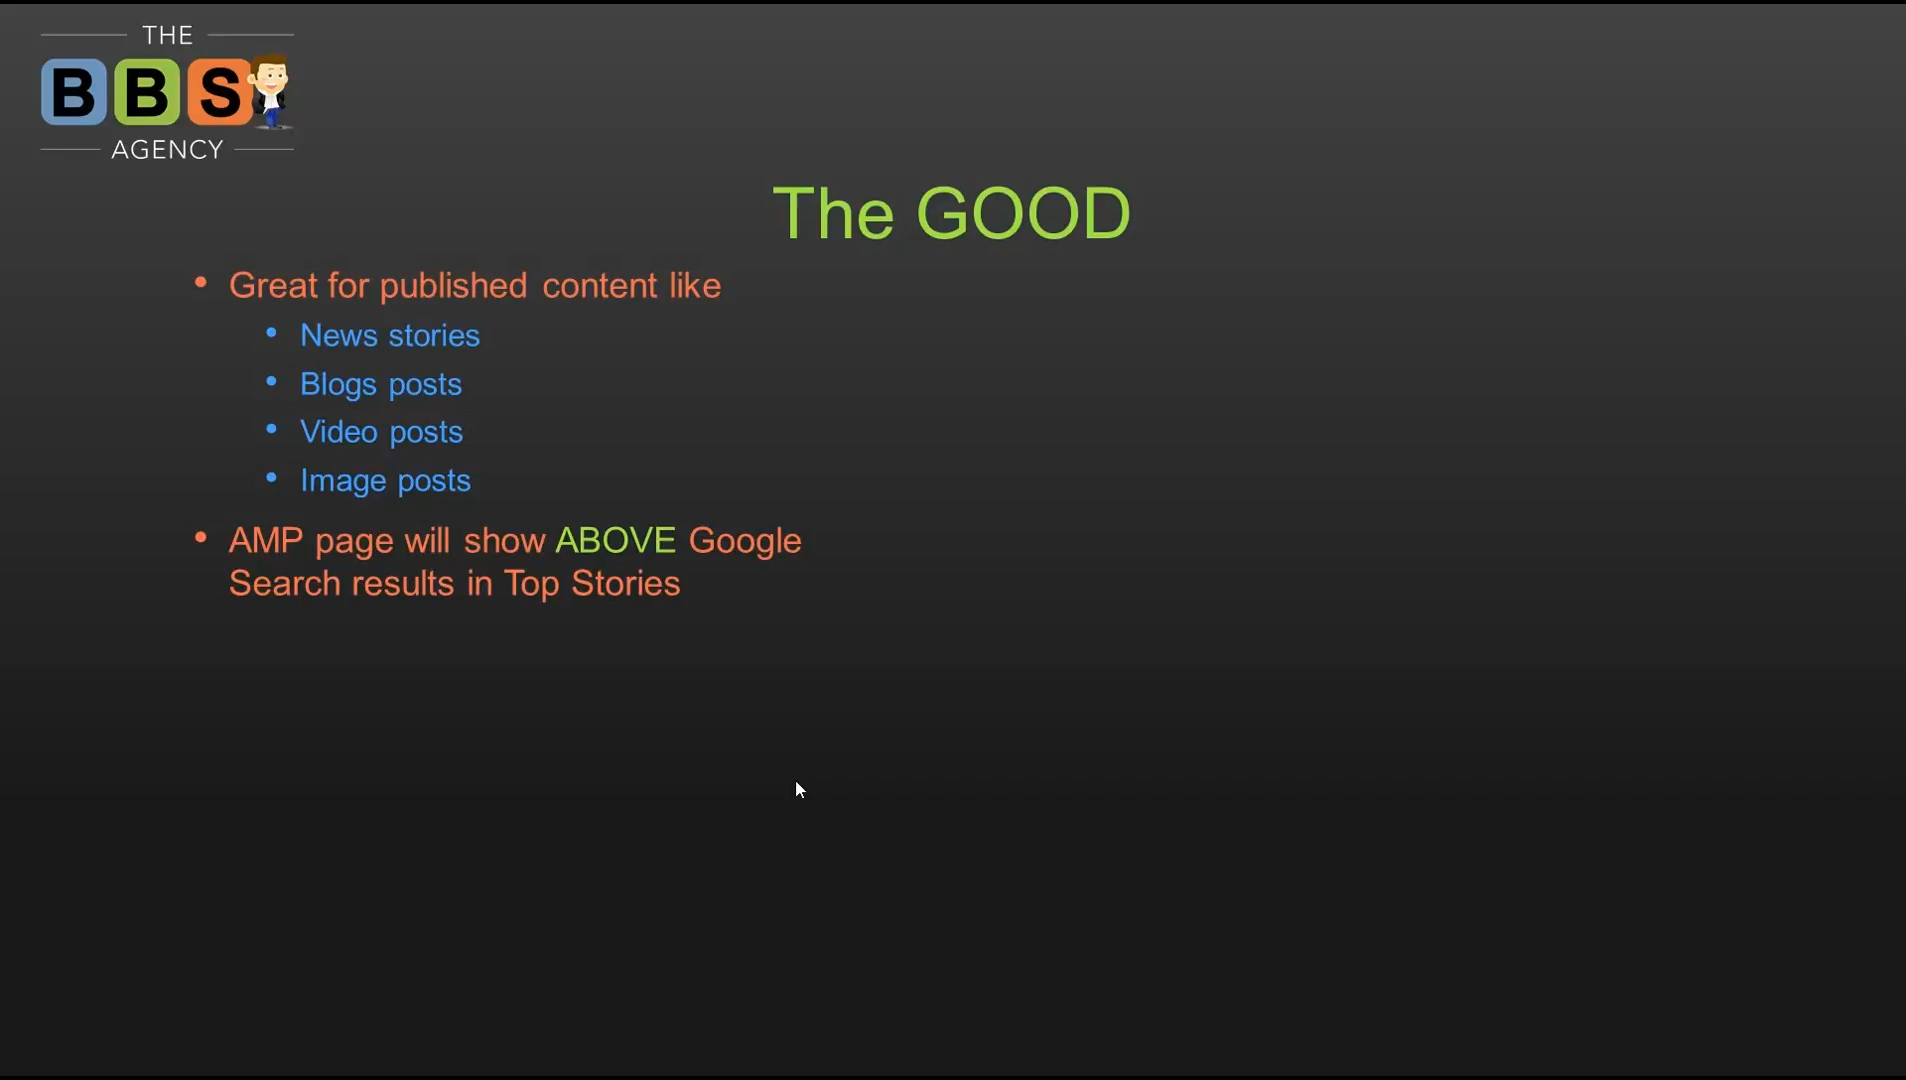 THE
BBS
AGENCY
The GOOD
• Great for published content like
• News stories
• Blogs posts
• Video posts
• Image posts
• AMP page will show ABOVE Google
Search results in Top Stories